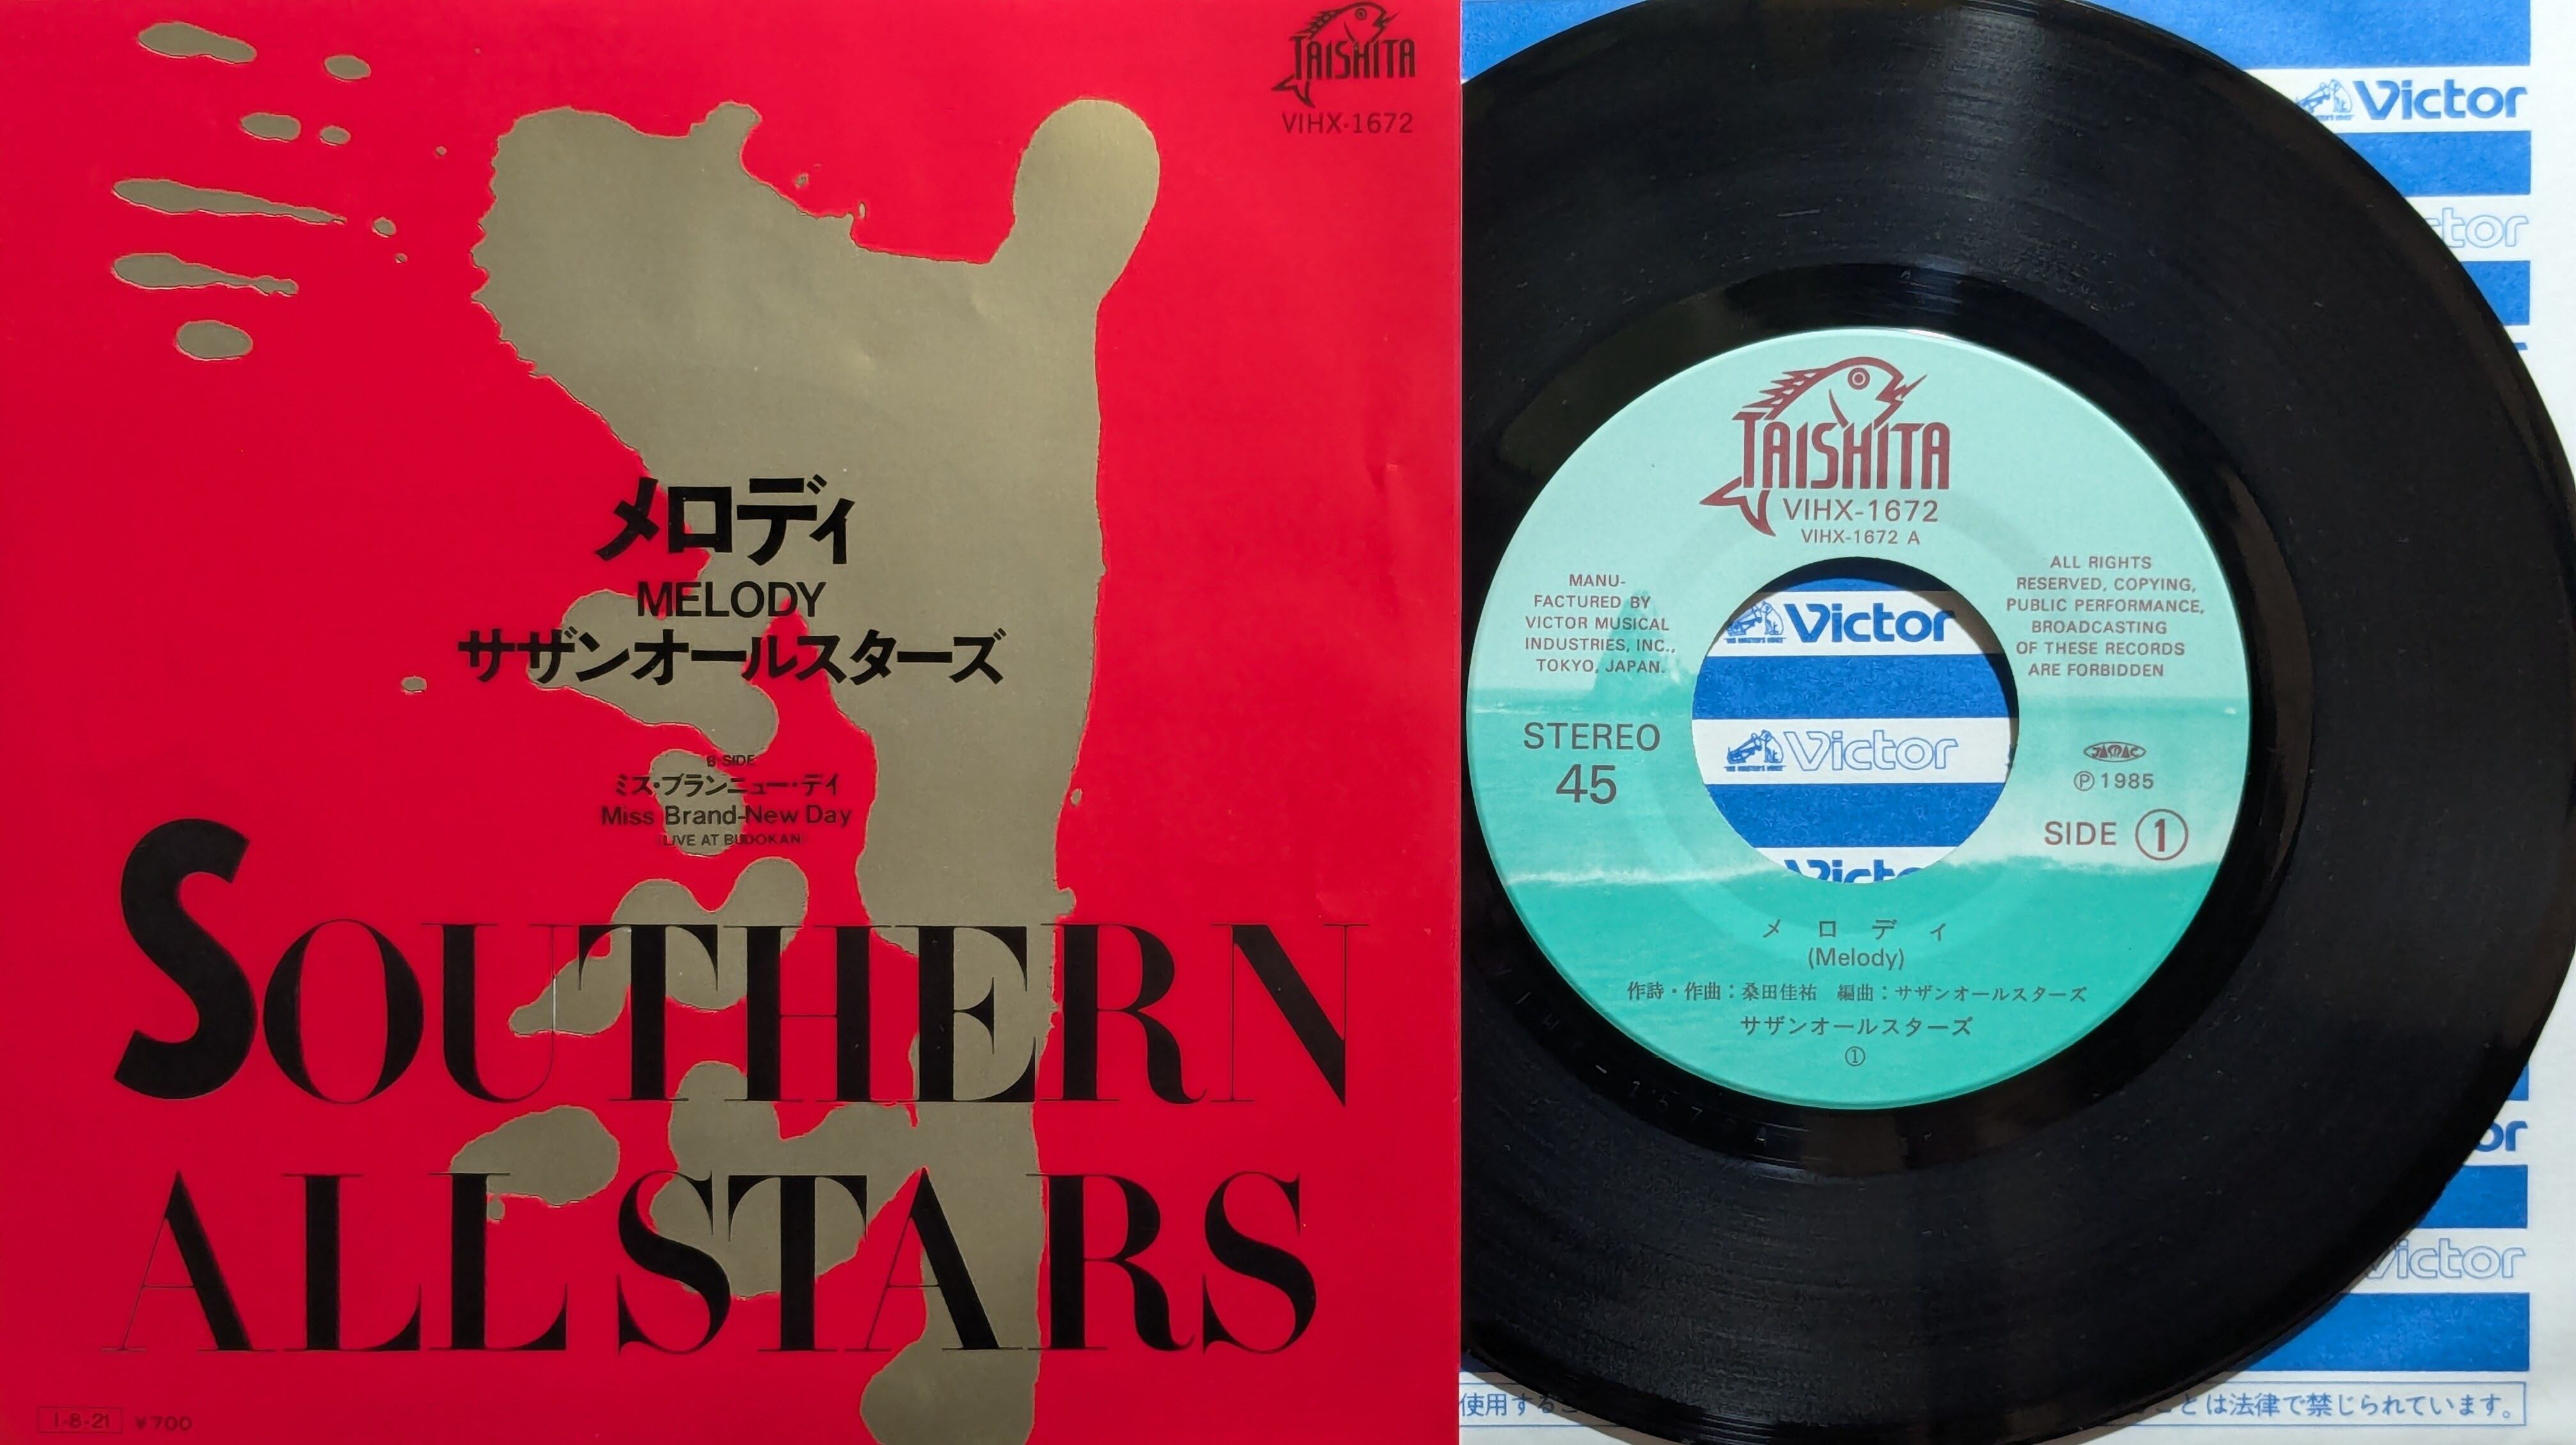 TAISHITA
VIHX-1672
メロディ
MELODY
サザンオールスターズ
B-SIDE
ミス・ブランニュー・デイ
Miss Brand-New Day
(LIVE AT BUDOKAN)
SOUTHERN
ALL STARS
I-8-21 ¥700
Victor
Victor
TAISHITA
VIHX-1672
VIHX-1672 A
MANU-
FACTURED BY
VICTOR MUSICAL
INDUSTRIES, INC.,
TOKYO, JAPAN.
ALL RIGHTS
RESERVED, COPYING,
PUBLIC PERFORMANCE,
BROADCASTING
OF THESE RECORDS
ARE FORBIDDEN
Victor
STEREO
45
Victor
JASRAC
Ⓟ1985
SIDE ①
メロディ
(Melody)
作詩・作曲：桑田佳祐 編曲：サザンオールスターズ
サザンオールスターズ
①
Victor
使用する
とは法律で禁じられています。